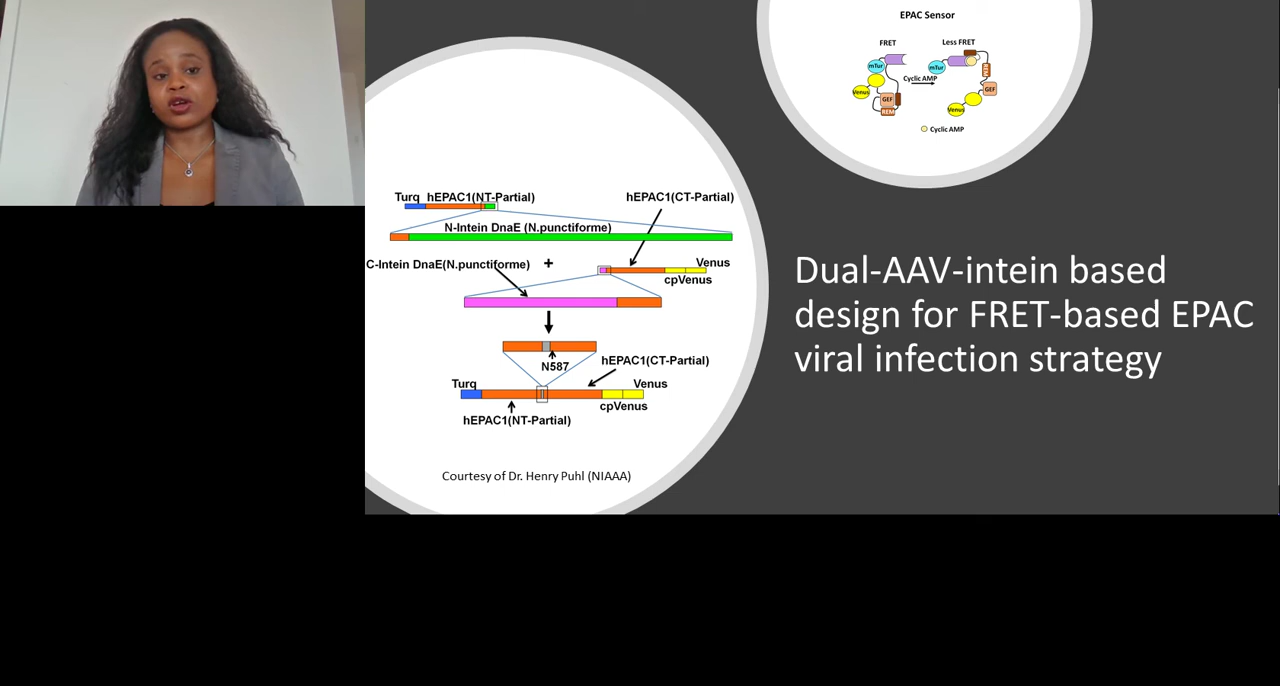 EPAC Sensor
FRET
Less FRET
mTur
Venus
GEF
REM
Cyclic AMP
mTur
REM
GEF
Venus
Cyclic AMP
Turq hEPAC1(NT-Partial)
hEPAC1(CT-Partial)
N-Intein DnaE (N.punctiforme)
C-Intein DnaE(N.punctiforme)
+
Venus
cpVenus
N587
hEPAC1(CT-Partial)
Turq
Venus
cpVenus
hEPAC1(NT-Partial)
Courtesy of Dr. Henry Puhl (NIAAA)
Dual-AAV-intein based
design for FRET-based EPAC
viral infection strategy